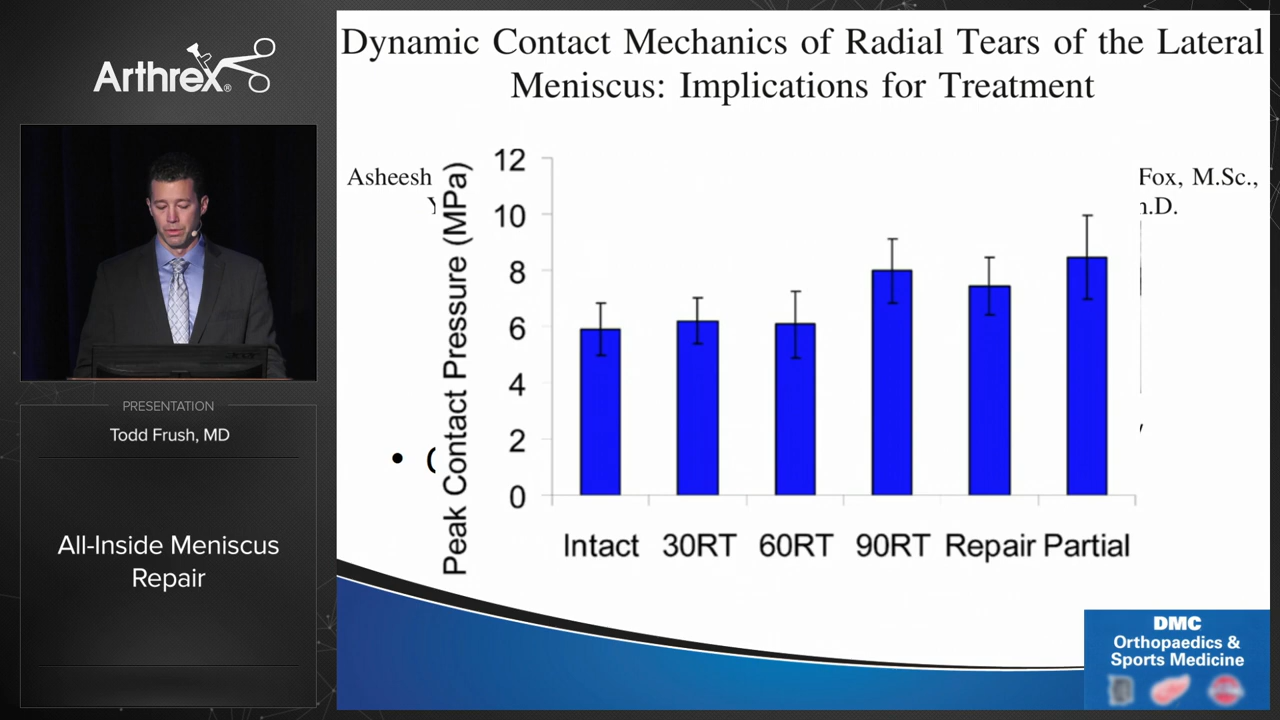 Arthrex®
PRESENTATION
Todd Frush, MD
All-Inside Meniscus
Repair
Dynamic Contact Mechanics of Radial Tears of the Lateral
Meniscus: Implications for Treatment
Asheesh
Fox, M.Sc.,
.D.
Peak Contact Pressure (MPa)
12
10
8
6
4
2
0
Intact 30RT 60RT 90RT Repair Partial
DMC
Orthopaedics &
Sports Medicine